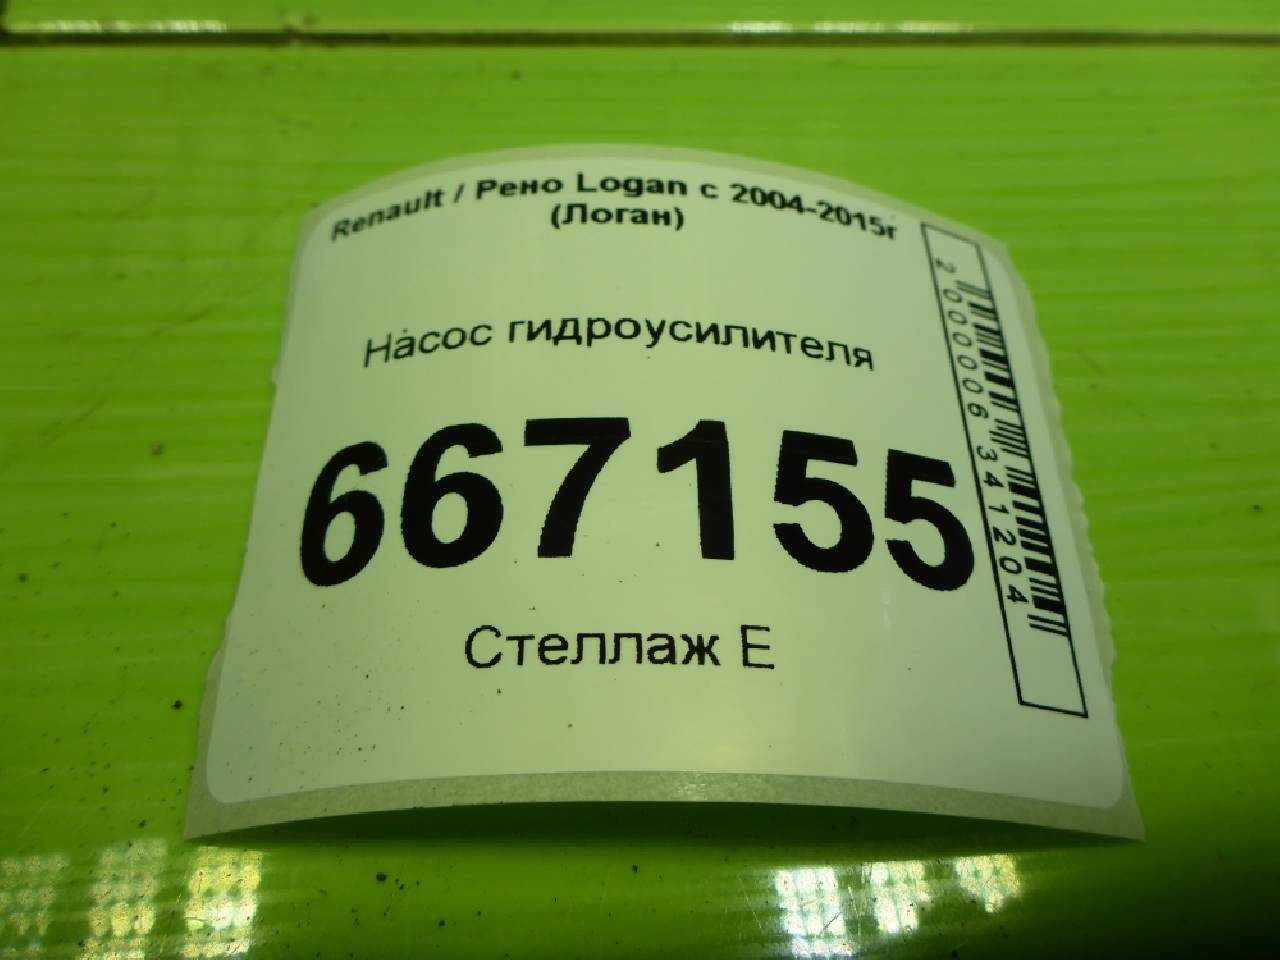 Renault / Рено Logan с 2004-2015г
(Логан)
Насос гидроусилителя
667155
Стеллаж Е
2000006341204